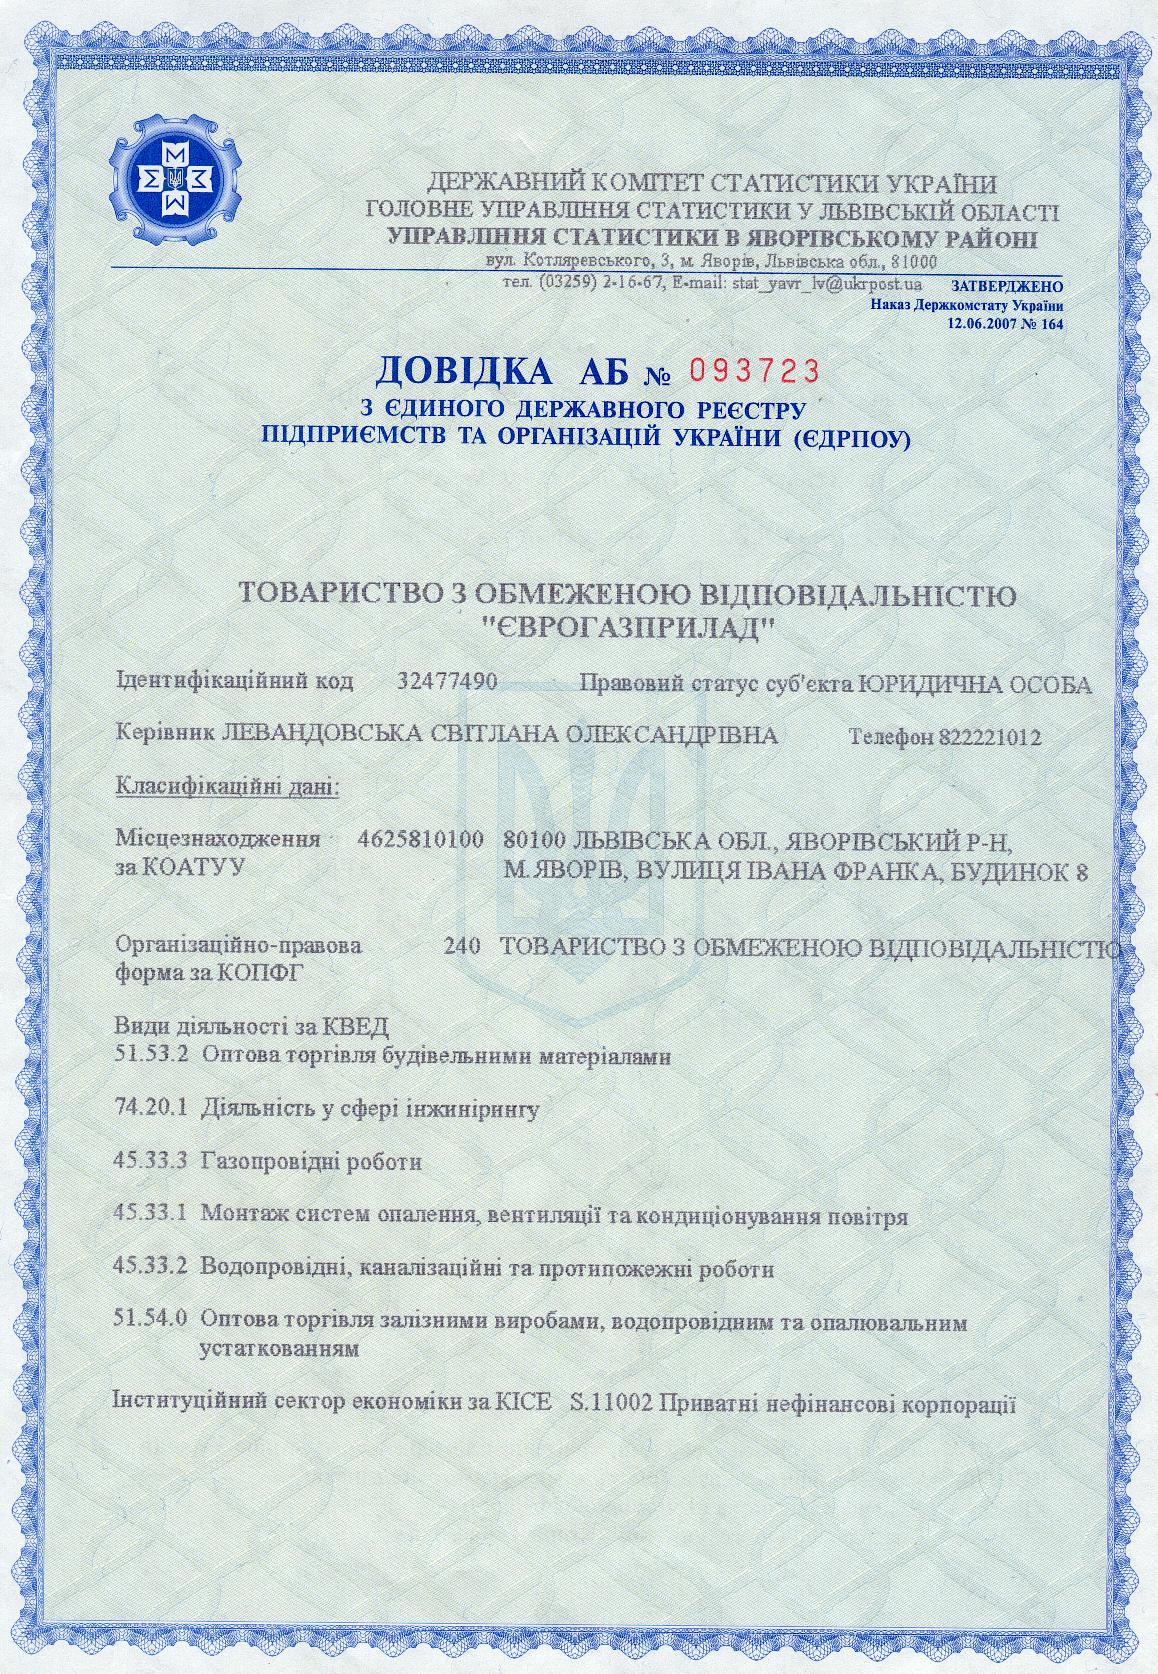 ДЕРЖАВНИЙ КОМІТЕТ СТАТИСТИКИ УКРАЇНИ
ГОЛОВНЕ УПРАВЛІННЯ СТАТИСТИКИ У ЛЬВІВСЬКІЙ ОБЛАСТІ
УПРАВЛІННЯ СТАТИСТИКИ В ЯВОРІВСЬКОМУ РАЙОНІ
вул. Котляревського, 3, м. Яворів, Львівська обл., 81000
тел. (03259) 2-16-67, E-mail: stat_yavr_lv@ukrpost.ua
ЗАТВЕРДЖЕНО
Наказ Держкомстату України
12.06.2007 № 164
ДОВІДКА АБ № 093723
З ЄДИНОГО ДЕРЖАВНОГО РЕЄСТРУ
ПІДПРИЄМСТВ ТА ОРГАНІЗАЦІЙ УКРАЇНИ (ЄДРПОУ)
ТОВАРИСТВО З ОБМЕЖЕНОЮ ВІДПОВІДАЛЬНІСТЮ
"ЄВРОГАЗПРИЛАД"
Ідентифікаційний код 32477490 Правовий статус суб'єкта ЮРИДИЧНА ОСОБА
Керівник ЛЕВАНДОВСЬКА СВІТЛАНА ОЛЕКСАНДРІВНА Телефон 822221012
Класифікаційні дані:
Місцезнаходження 4625810100 80100 ЛЬВІВСЬКА ОБЛ., ЯВОРІВСЬКИЙ Р-Н,
за КОАТУУ М. ЯВОРІВ, ВУЛИЦЯ ІВАНА ФРАНКА, БУДИНОК 8
Організаційно-правова 240 ТОВАРИСТВО З ОБМЕЖЕНОЮ ВІДПОВІДАЛЬНІСТЮ
форма за КОПФГ
Види діяльності за КВЕД
51.53.2 Оптова торгівля будівельними матеріалами
74.20.1 Діяльність у сфері інжинірингу
45.33.3 Газопровідні роботи
45.33.1 Монтаж систем опалення, вентиляції та кондиціонування повітря
45.33.2 Водопровідні, каналізаційні та протипожежні роботи
51.54.0 Оптова торгівля залізними виробами, водопровідним та опалювальним
устаткованням
Інституційний сектор економіки за КІСЕ S.11002 Приватні нефінансові корпорації